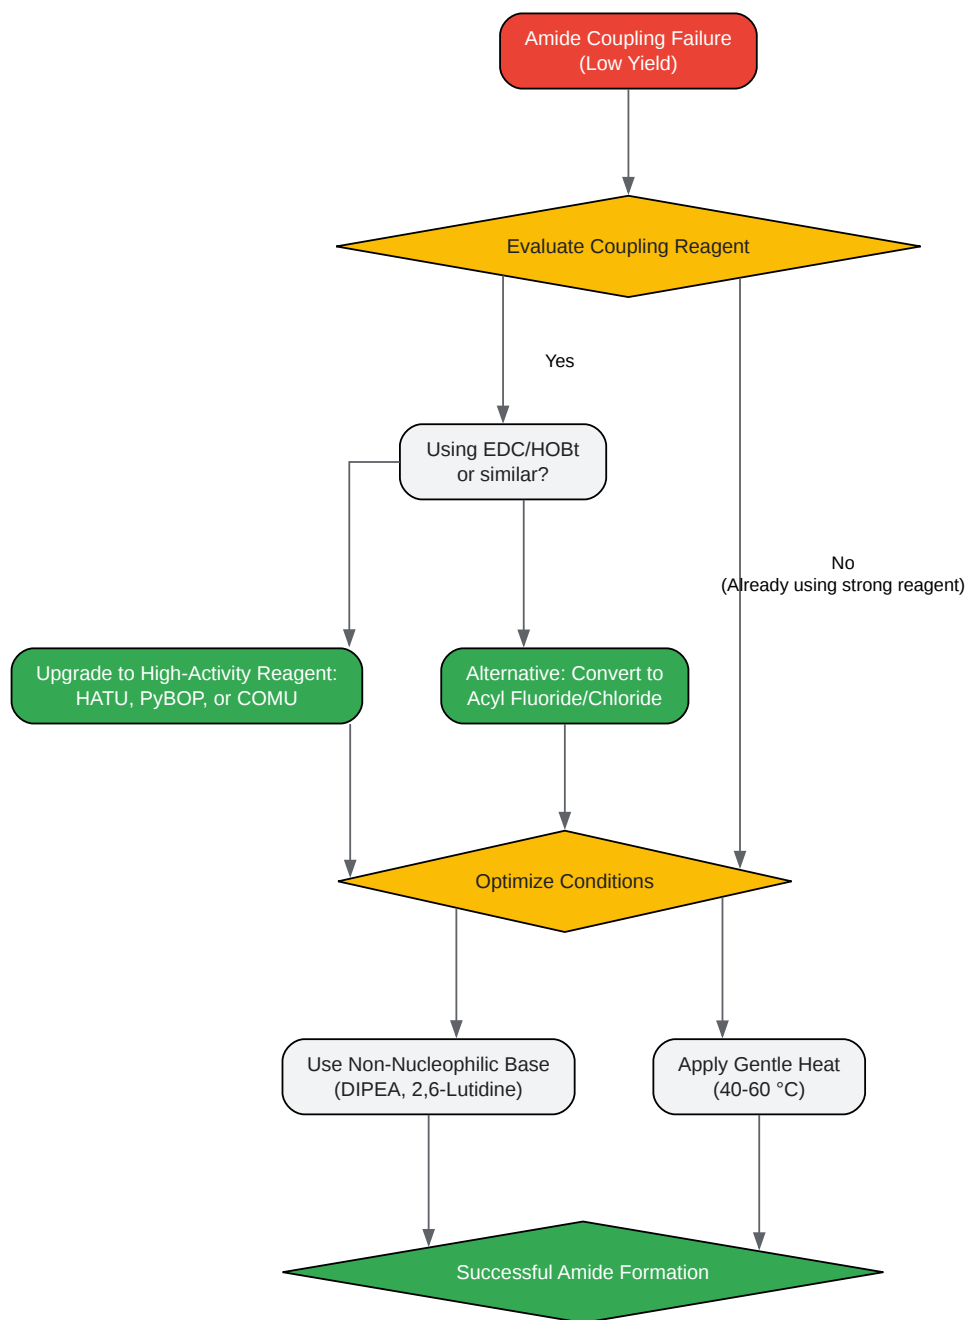 Amide Coupling Failure
(Low Yield)
Evaluate Coupling Reagent
Yes
Using EDC/HOBt
or similar?
No
(Already using strong reagent)
Upgrade to High-Activity Reagent:
HATU, PyBOP, or COMU
Alternative: Convert to
Acyl Fluoride/Chloride
Optimize Conditions
Use Non-Nucleophilic Base
(DIPEA, 2,6-Lutidine)
Apply Gentle Heat
(40-60 °C)
Successful Amide Formation